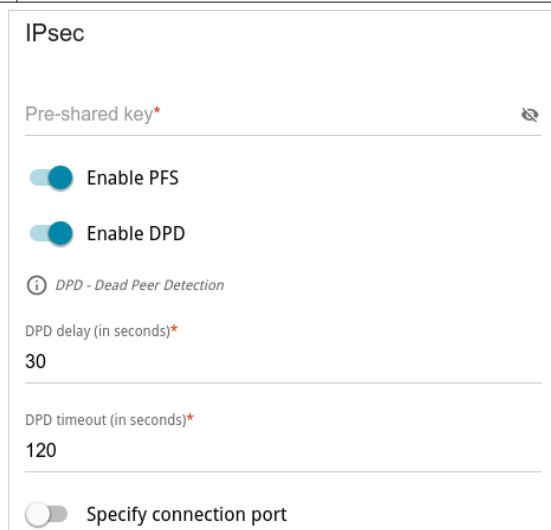 IPsec
Pre-shared key*
Enable PFS
Enable DPD
DPD - Dead Peer Detection
DPD delay (in seconds)*
30
DPD timeout (in seconds)*
120
Specify connection port